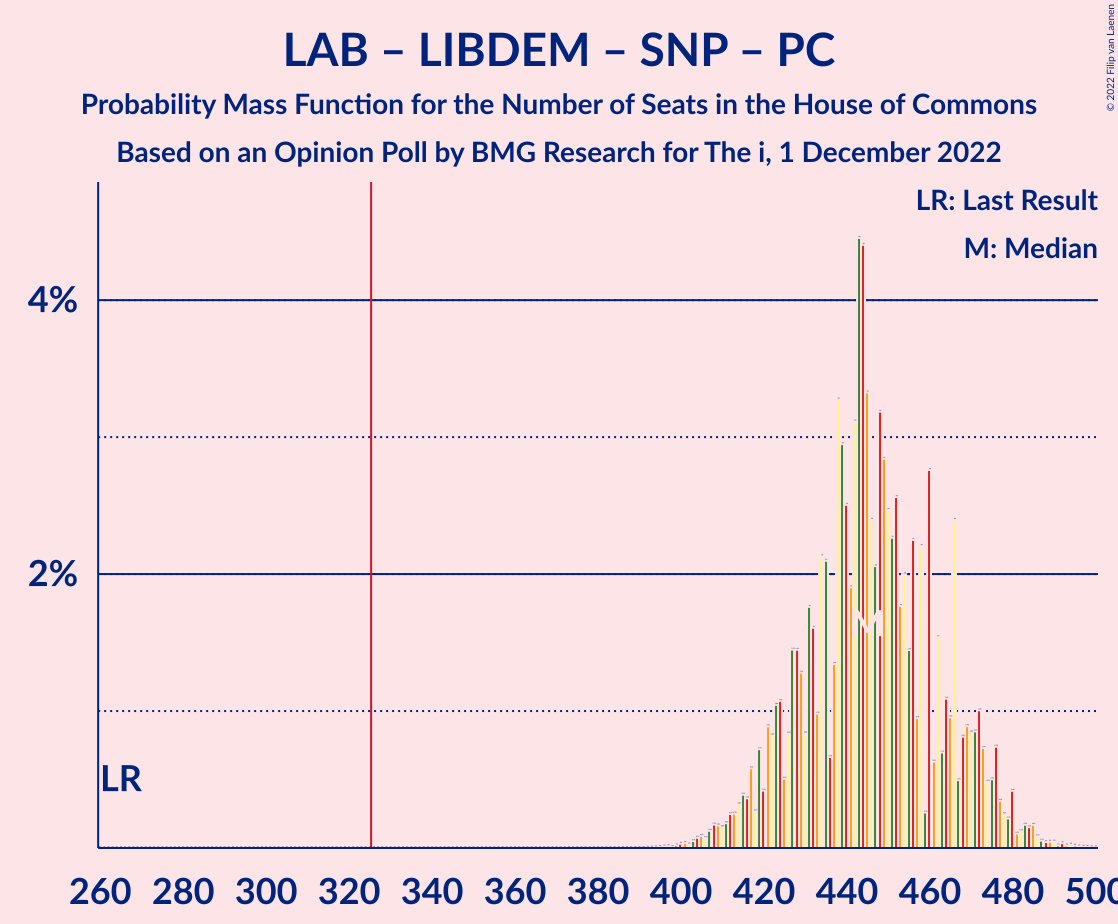 LAB – LIBDEM – SNP – PC
Probability Mass Function for the Number of Seats in the House of Commons
Based on an Opinion Poll by BMG Research for The i, 1 December 2022
© 2022 Filip van Laenen
LR: Last Result
M: Median
4%
2%
M
LR
260 280 300 320 340 360 380 400 420 440 460 480 500